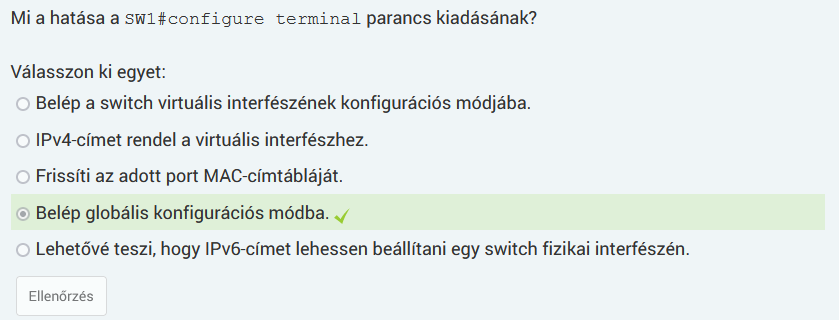 Mi a hatása a SW1#configure terminal parancs kiadásának?
Válasszon ki egyet:
Belép a switch virtuális interfészének konfigurációs módjába.
IPv4-címet rendel a virtuális interfészhez.
Frissíti az adott port MAC-címtábláját.
Belép globális konfigurációs módba.
Lehetővé teszi, hogy IPv6-címet lehessen beállítani egy switch fizikai interfészén.
Ellenőrzés